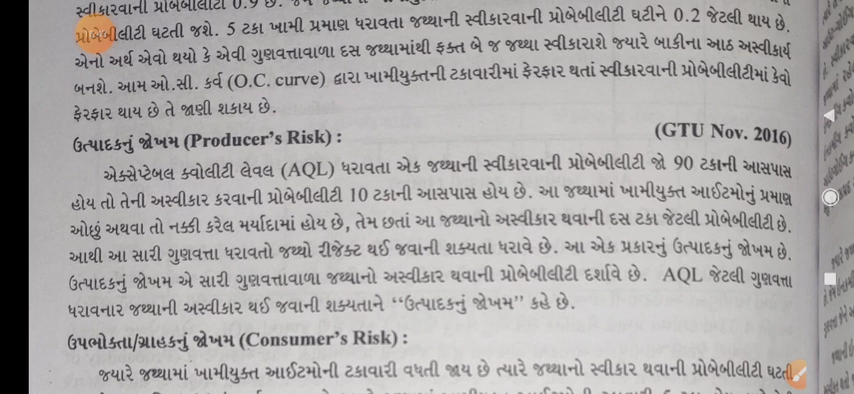 સ્વીકારવાની પ્રોબેબીલીટી 0.9 છે.
પ્રોબેબીલીટી ઘટતી જશે. 5 ટકા ખામી પ્રમાણ ધરાવતા જથ્થાની સ્વીકારવાની પ્રોબેબીલીટી ઘટીને 0.2 જેટલી થાય છે.
એનો અર્થ એવો થયો કે એવી ગુણવત્તાવાળા દસ જથ્થામાંથી ફક્ત બે જ જથ્થા સ્વીકારાશે જ્યારે બાકીના આઠ અસ્વીકાર્ય
બનશે. આમ ઓ.સી. કર્વ (O.C. curve) દ્વારા ખામીયુક્તની ટકાવારીમાં ફેરફાર થતાં સ્વીકારવાની પ્રોબેબીલીટીમાં કેવો
ફેરફાર થાય છે તે જાણી શકાય છે.
ઉત્પાદકનું જોખમ (Producer's Risk) : (GTU Nov. 2016)
એક્સેપ્ટેબલ ક્વોલીટી લેવલ (AQL) ધરાવતા એક જથ્થાની સ્વીકારવાની પ્રોબેબીલીટી જો 90 ટકાની આસપાસ
હોય તો તેની અસ્વીકાર કરવાની પ્રોબેબીલીટી 10 ટકાની આસપાસ હોય છે. આ જથ્થામાં ખામીયુક્ત આઈટમોનું પ્રમાણ
ઓછું અથવા તો નક્કી કરેલ મર્યાદામાં હોય છે, તેમ છતાં આ જથ્થાનો અસ્વીકાર થવાની દસ ટકા જેટલી પ્રોબેબીલીટી છે.
આથી આ સારી ગુણવત્તા ધરાવતો જથ્થો રીજેક્ટ થઈ જવાની શક્યતા ધરાવે છે. આ એક પ્રકારનું ઉત્પાદકનું જોખમ છે.
ઉત્પાદકનું જોખમ એ સારી ગુણવત્તાવાળા જથ્થાનો અસ્વીકાર થવાની પ્રોબેબીલીટી દર્શાવે છે. AQL જેટલી ગુણવત્તા
ધરાવનાર જથ્થાની અસ્વીકાર થઈ જવાની શક્યતાને "ઉત્પાદકનું જોખમ" કહે છે.
ઉપભોક્તા/ગ્રાહકનું જોખમ (Consumer's Risk) :
જ્યારે જથ્થામાં ખામીયુક્ત આઈટમોની ટકાવારી વધતી જાય છે ત્યારે જથ્થાનો સ્વીકાર થવાની પ્રોબેબીલીટી ઘટતી